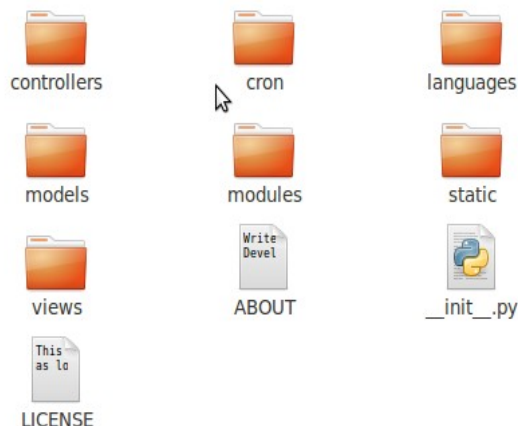 controllers
cron
languages
models
modules
static
Write
Devel
views
ABOUT
__init__.py
This
as lo
LICENSE